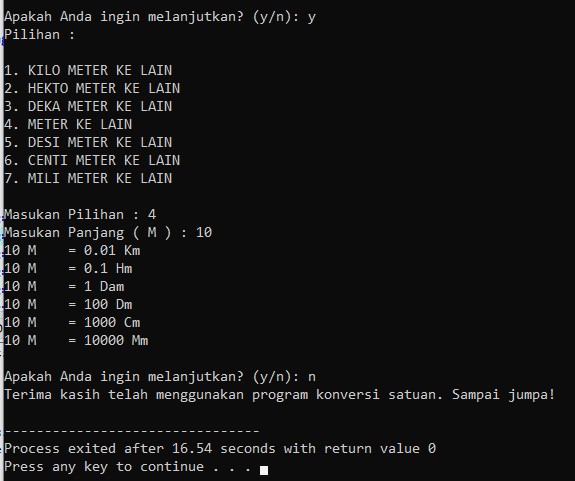 Apakah Anda ingin melanjutkan? (y/n): y
Pilihan :
1. KILO METER KE LAIN
2. HEKTO METER KE LAIN
3. DEKA METER KE LAIN
4. METER KE LAIN
5. DESI METER KE LAIN
6. CENTI METER KE LAIN
7. MILI METER KE LAIN
Masukan Pilihan : 4
Masukan Panjang ( M ) : 10
10 M    = 0.01 Km
10 M    = 0.1 Hm
10 M    = 1 Dam
10 M    = 100 Dm
10 M    = 1000 Cm
10 M    = 10000 Mm
Apakah Anda ingin melanjutkan? (y/n): n
Terima kasih telah menggunakan program konversi satuan. Sampai jumpa!
--------------------------------
Process exited after 16.54 seconds with return value 0
Press any key to continue . . .